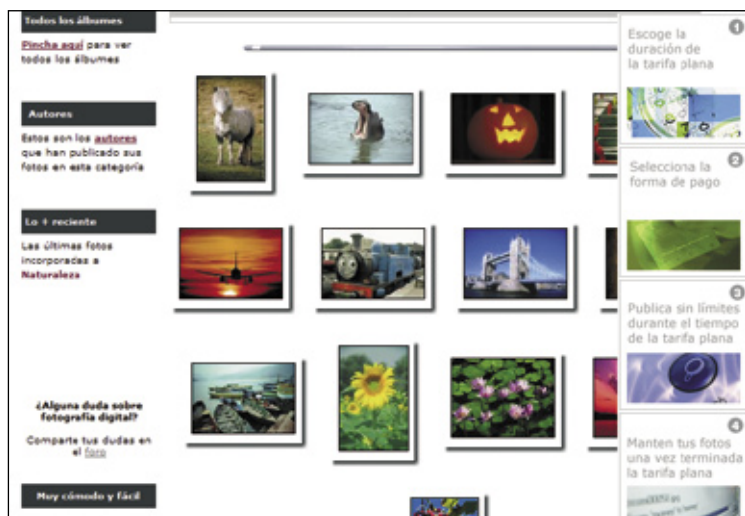 Todos los álbumes
Pincha aquí para ver
todos los álbumes
Autores
Estos son los autores
que han publicado sus
fotos en esta categoría
Lo + reciente
Las últimas fotos
incorporadas a
Naturaleza
¿Alguna duda sobre
fotografía digital?
Comparte tus dudas en
el foro
Muy cómodo y fácil
1
Escoge la
duración de
la tarifa plana
2
Selecciona la
forma de pago
3
Publica sin límites
durante el tiempo
de la tarifa plana
4
Manten tus fotos
una vez terminada
la tarifa plana